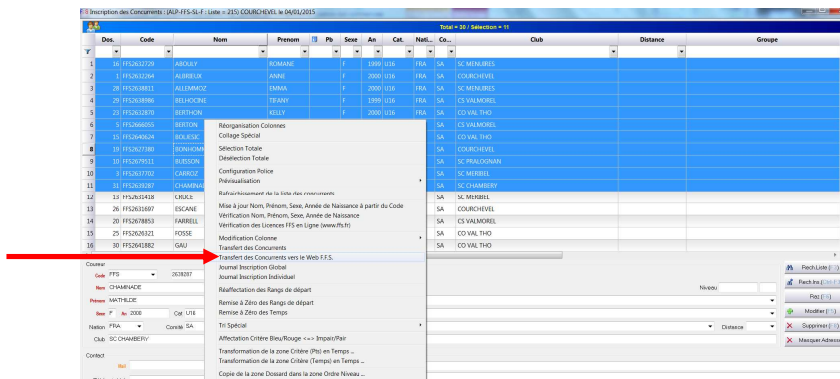 Inscription des Concurrents : (ALP-FFS-SL-F : Liste = 215) COURCHEVEL le 04/01/2015
Total = 30 / Sélection = 11
Dos. Code Nom Prenom Pb Sexe An Cat. Nati... Co... Club Distance Groupe
1 16 FFS2632729 ABOULY ROMANE F 1999 U16 FRA SA SC MENUIRES
2 1 FFS2632264 ALBRIEUX ANNE F 2000 U16 FRA SA COURCHEVEL
3 28 FFS2638811 ALLEMMOZ EMMA F 2000 U16 FRA SA SC MENUIRES
4 29 FFS2638986 BELHOCINE TIFANY F 1999 U16 FRA SA CS VALMOREL
5 23 FFS2632870 BERTHON KELLY F 2000 U16 FRA SA CO VAL THO
6 5 FFS2666055 BERTON SA CS VALMOREL
7 15 FFS2640624 BOLJESIC SA CO VAL THO
8 19 FFS2627380 BONHOMM SA COURCHEVEL
9 10 FFS2679511 BUISSON SA SC PRALOGNAN
10 3 FFS2637702 CARROZ SA SC MERIBEL
11 31 FFS2639287 CHAMINA SA SC CHAMBERY
12 13 FFS2631418 CRUCE SA SC MERIBEL
13 26 FFS2631697 ESCANE SA COURCHEVEL
14 20 FFS2678853 FARRELL SA CS VALMOREL
15 25 FFS2626321 FOSSE SA CO VAL THO
16 30 FFS2641882 GAU SA CO VAL THO
Réorganisation Colonnes
Collage Spécial
Sélection Totale
Désélection Totale
Configuration Police
Prévisualisation
Rafraichissement de la liste des concurrents
Mise à jour Nom, Prénom, Sexe, Année de Naissance à partir du Code
Vérification Nom, Prénom, Sexe, Année de Naissance
Vérification des Licences FFS en Ligne (www.ffs.fr)
Modification Colonne
Transfert des Concurrents
Transfert des Concurrents vers le Web F.F.S.
Journal Inscription Global
Journal Inscription Individuel
Réaffectation des Rangs de départ
Remise à Zéro des Rangs de départ
Remise à Zéro des Temps
Tri Spécial
Affectation Critère Bleu/Rouge <=> Impair/Pair
Transformation de la zone Critère (Pts) en Temps ...
Transformation de la zone Critère (Temps) en Temps ...
Copie de la zone Dossard dans la zone Ordre Niveau ...
Coureur
Code FFS 2639287
Nom CHAMINADE
Prénom MATHILDE
Sexe F An 2000 Cat. U16
Nation FRA Comité SA
Club SC CHAMBERY
Contact
Niveau
Distance
Rech.Liste
Rech.Ins
Raz
Modifier
Supprimer
Masquer Adresse